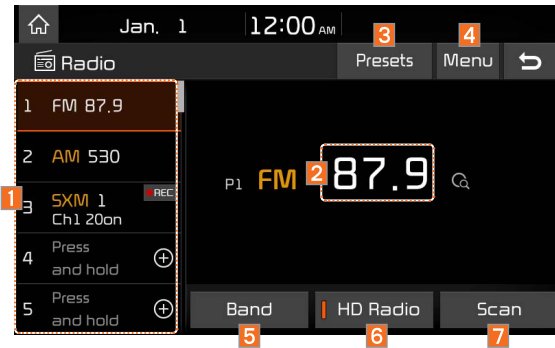 Jan. 1 12:00 AM
3
4
Radio Presets Menu
1 FM 87.9
2 AM 530
1
3 SXM 1 REC
Ch1 20on
P1 FM 2 87.9
4 Press
and hold
5 Press
and hold
Band HD Radio Scan
5 6 7